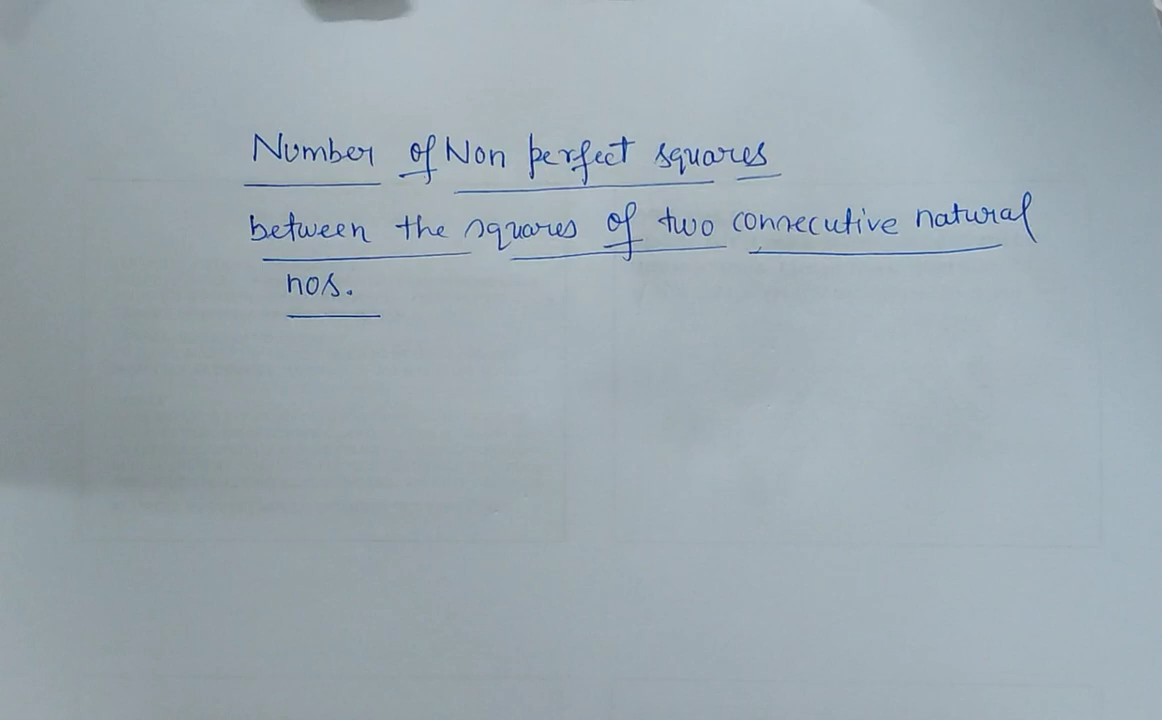 Number of Non perfect squares
between the squares of two consecutive natural
nos.